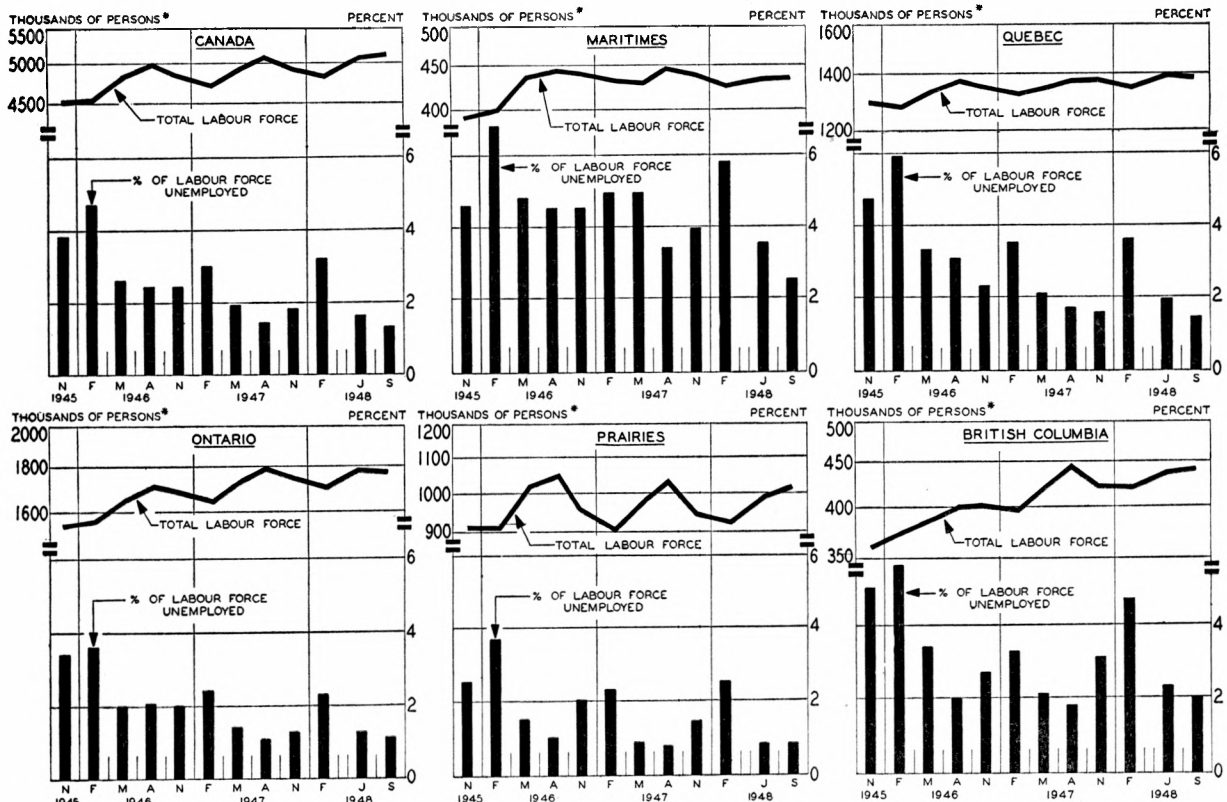 THOUSANDS OF PERSONS* PERCENT
CANADA
5500
5000
4500
TOTAL LABOUR FORCE
% OF LABOUR FORCE
UNEMPLOYED
6
4
2
0
N F M A N F M A N F J S
1945 1946 1947 1948
THOUSANDS OF PERSONS* PERCENT
MARITIMES
500
450
400
TOTAL LABOUR FORCE
% OF LABOUR FORCE
UNEMPLOYED
6
4
2
0
N F M A N F M A N F J S
1945 1946 1947 1948
THOUSANDS OF PERSONS* PERCENT
QUEBEC
1600
1400
1200
TOTAL LABOUR FORCE
% OF LABOUR FORCE
UNEMPLOYED
6
4
2
0
N F M A N F M A N F J S
1945 1946 1947 1948
THOUSANDS OF PERSONS* PERCENT
ONTARIO
2000
1800
1600
TOTAL LABOUR FORCE
% OF LABOUR FORCE
UNEMPLOYED
6
4
2
0
N F M A N F M A N F J S
1945 1946 1947 1948
THOUSANDS OF PERSONS* PERCENT
PRAIRIES
1200
1100
1000
900
TOTAL LABOUR FORCE
% OF LABOUR FORCE
UNEMPLOYED
6
4
2
0
N F M A N F M A N F J S
1945 1946 1947 1948
THOUSANDS OF PERSONS* PERCENT
BRITISH COLUMBIA
500
450
400
350
TOTAL LABOUR FORCE
% OF LABOUR FORCE
UNEMPLOYED
4
2
0
N F M A N F M A N F J S
1945 1946 1947 1948